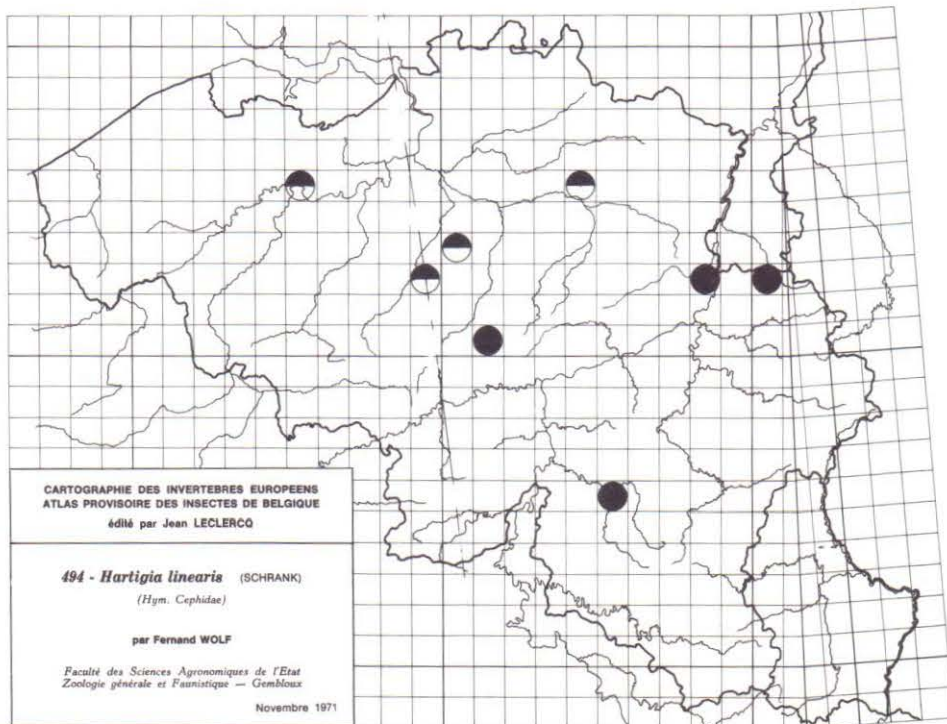 CARTOGRAPHIE DES INVERTEBRES EUROPEENS
ATLAS PROVISOIRE DES INSECTES DE BELGIQUE
édité par Jean LECLERCQ
494 - Hartigia linearis (SCHRANK)
(Hym. Cephidae)
par Fernand WOLF
Faculté des Sciences Agronomiques de l'Etat
Zoologie générale et Faunistique — Gembloux
Novembre 1971